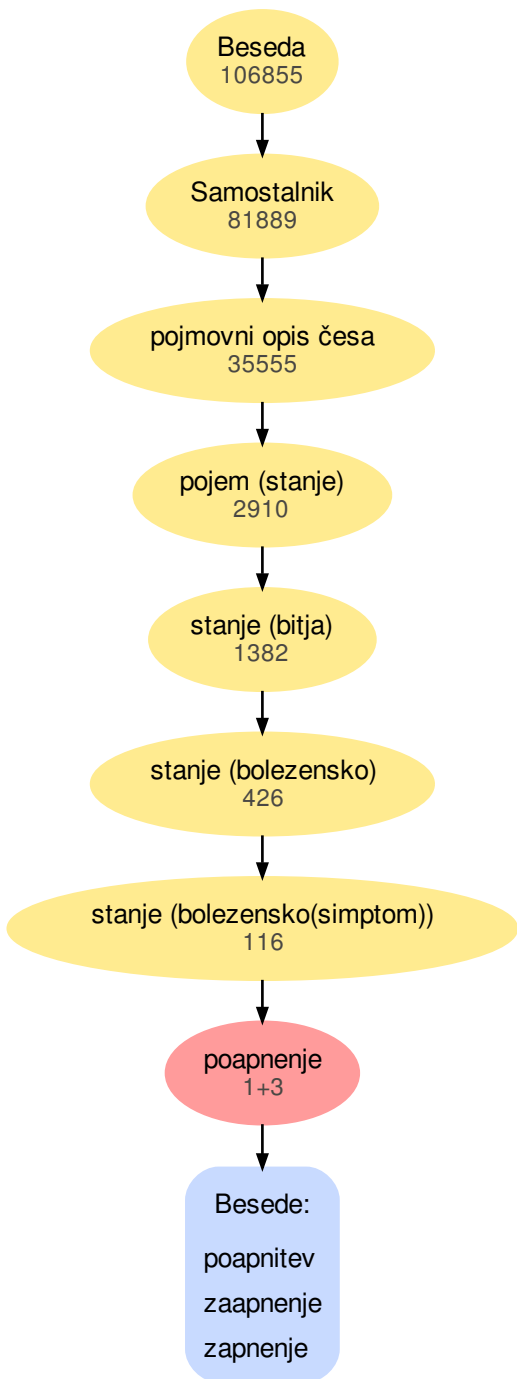 Beseda
106855
Samostalnik
81889
pojmovni opis česa
35555
pojem (stanje)
2910
stanje (bitja)
1382
stanje (bolezensko)
426
stanje (bolezensko(simptom))
116
poapnenje
1+3
Besede:
poapnitev
zaapnenje
zapnenje